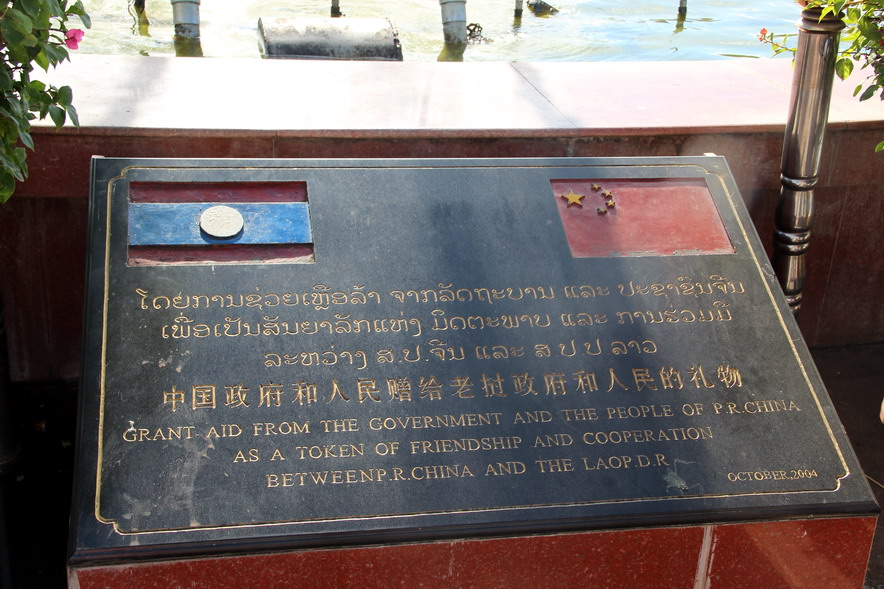 ໂດຍການຊ່ວຍເຫຼືອລ້າ ຈາກລັດຖະບານ ແລະ ປະຊາຊົນຈີນ
ເພື່ອເປັນສັນຍາລັກແຫ່ງ ມິດຕະພາບ ແລະ ການຮ່ວມມື
ລະຫວ່າງ ສ.ປ.ຈີນ ແລະ ສ ປ ປ ລາວ
中国政府和人民赠给老挝政府和人民的礼物
GRANT AID FROM THE GOVERNMENT AND THE PEOPLE OF P.R.CHINA
AS A TOKEN OF FRIENDSHIP AND COOPERATION
BETWEENP.R.CHINA AND THE LAOP.D.R
OCTOBER,2004